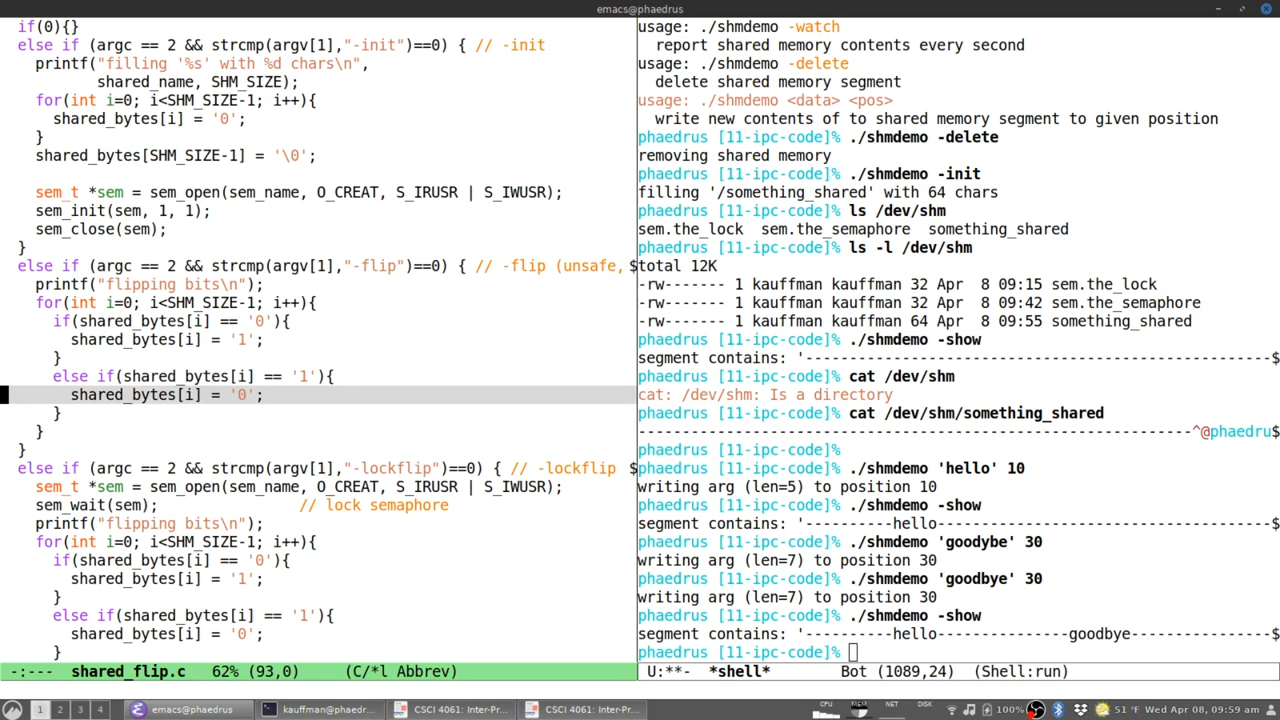 emacs@phaedrus
if(0){}
else if (argc == 2 && strcmp(argv[1],"-init")==0) { // -init
printf("filling '%s' with %d chars\n",
shared_name, SHM_SIZE);
for(int i=0; i<SHM_SIZE-1; i++){
shared_bytes[i] = '0';
}
shared_bytes[SHM_SIZE-1] = '\0';
sem_t *sem = sem_open(sem_name, O_CREAT, S_IRUSR | S_IWUSR);
sem_init(sem, 1, 1);
sem_close(sem);
}
else if (argc == 2 && strcmp(argv[1],"-flip")==0) { // -flip (unsafe, $
printf("flipping bits\n");
for(int i=0; i<SHM_SIZE-1; i++){
if(shared_bytes[i] == '0'){
shared_bytes[i] = '1';
}
else if(shared_bytes[i] == '1'){
shared_bytes[i] = '0';
}
}
}
else if (argc == 2 && strcmp(argv[1],"-lockflip")==0) { // -lockflip $
sem_t *sem = sem_open(sem_name, O_CREAT, S_IRUSR | S_IWUSR);
sem_wait(sem); // lock semaphore
printf("flipping bits\n");
for(int i=0; i<SHM_SIZE-1; i++){
if(shared_bytes[i] == '0'){
shared_bytes[i] = '1';
}
else if(shared_bytes[i] == '1'){
shared_bytes[i] = '0';
}
-:--- shared_flip.c 62% (93,0) (C/*l Abbrev)
usage: ./shmdemo -watch
report shared memory contents every second
usage: ./shmdemo -delete
delete shared memory segment
usage: ./shmdemo <data> <pos>
write new contents of to shared memory segment to given position
phaedrus [11-ipc-code]% ./shmdemo -delete
removing shared memory
phaedrus [11-ipc-code]% ./shmdemo -init
filling '/something_shared' with 64 chars
phaedrus [11-ipc-code]% ls /dev/shm
sem.the_lock sem.the_semaphore something_shared
phaedrus [11-ipc-code]% ls -l /dev/shm
total 12K
-rw------- 1 kauffman kauffman 32 Apr 8 09:15 sem.the_lock
-rw------- 1 kauffman kauffman 32 Apr 8 09:42 sem.the_semaphore
-rw------- 1 kauffman kauffman 64 Apr 8 09:55 something_shared
phaedrus [11-ipc-code]% ./shmdemo -show
segment contains: '------------------------------------------------------$
phaedrus [11-ipc-code]% cat /dev/shm
cat: /dev/shm: Is a directory
phaedrus [11-ipc-code]% cat /dev/shm/something_shared
---------------------------------------------------------------^@phaedru$
phaedrus [11-ipc-code]%
phaedrus [11-ipc-code]% ./shmdemo 'hello' 10
writing arg (len=5) to position 10
phaedrus [11-ipc-code]% ./shmdemo -show
segment contains: '----------hello---------------------------------------$
phaedrus [11-ipc-code]% ./shmdemo 'goodybe' 30
writing arg (len=7) to position 30
phaedrus [11-ipc-code]% ./shmdemo 'goodbye' 30
writing arg (len=7) to position 30
phaedrus [11-ipc-code]% ./shmdemo -show
segment contains: '----------hello---------------goodbye-----------------$
phaedrus [11-ipc-code]%
U:**- *shell* Bot (1089,24) (Shell:run)
1 2 3 4 emacs@phaedrus kauffman@phaedr... CSCI 4061: Inter-Pr... CSCI 4061: Inter-Pr... CPU MEM NET DISK 100% 51 °F Wed Apr 08, 09:59 am